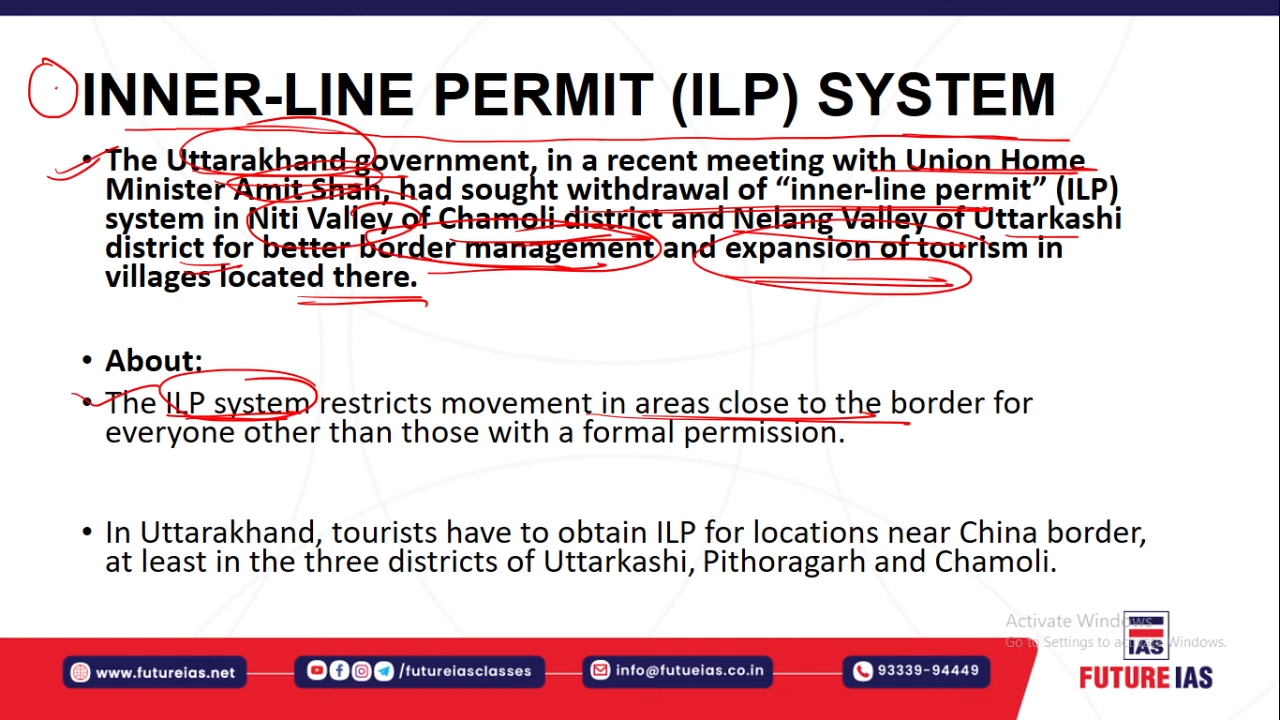 INNER-LINE PERMIT (ILP) SYSTEM
• The Uttarakhand government, in a recent meeting with Union Home
Minister Amit Shah, had sought withdrawal of “inner-line permit” (ILP)
system in Niti Valley of Chamoli district and Nelang Valley of Uttarkashi
district for better border management and expansion of tourism in
villages located there.
• About:
• The ILP system restricts movement in areas close to the border for
everyone other than those with a formal permission.
• In Uttarakhand, tourists have to obtain ILP for locations near China border,
at least in the three districts of Uttarkashi, Pithoragarh and Chamoli.
Activate Windows
Go to Settings to activate Windows.
IAS
www.futureias.net
/futureiasclasses
info@futueias.co.in
93339-94449
FUTURE IAS